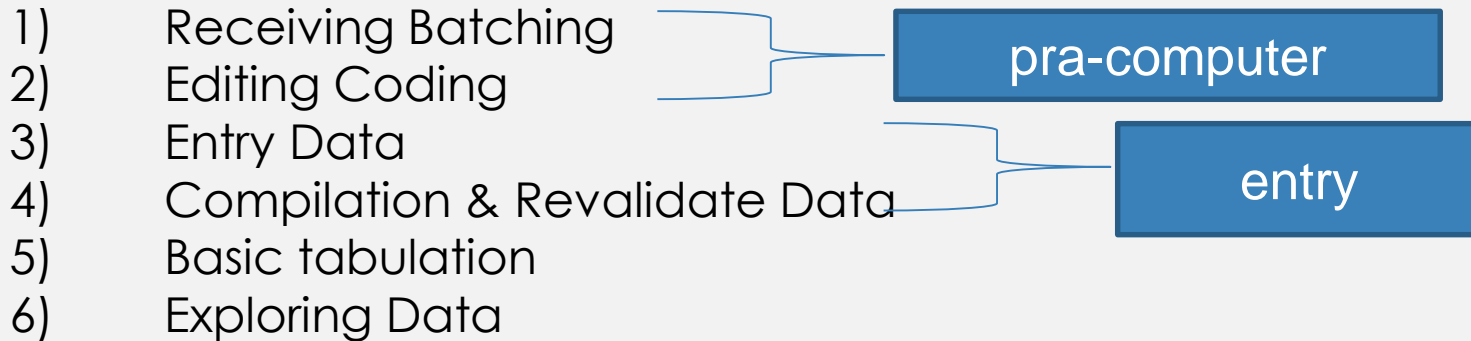 1) Receiving Batching
2) Editing Coding
pra-computer
3) Entry Data
4) Compilation & Revalidate Data
entry
5) Basic tabulation
6) Exploring Data